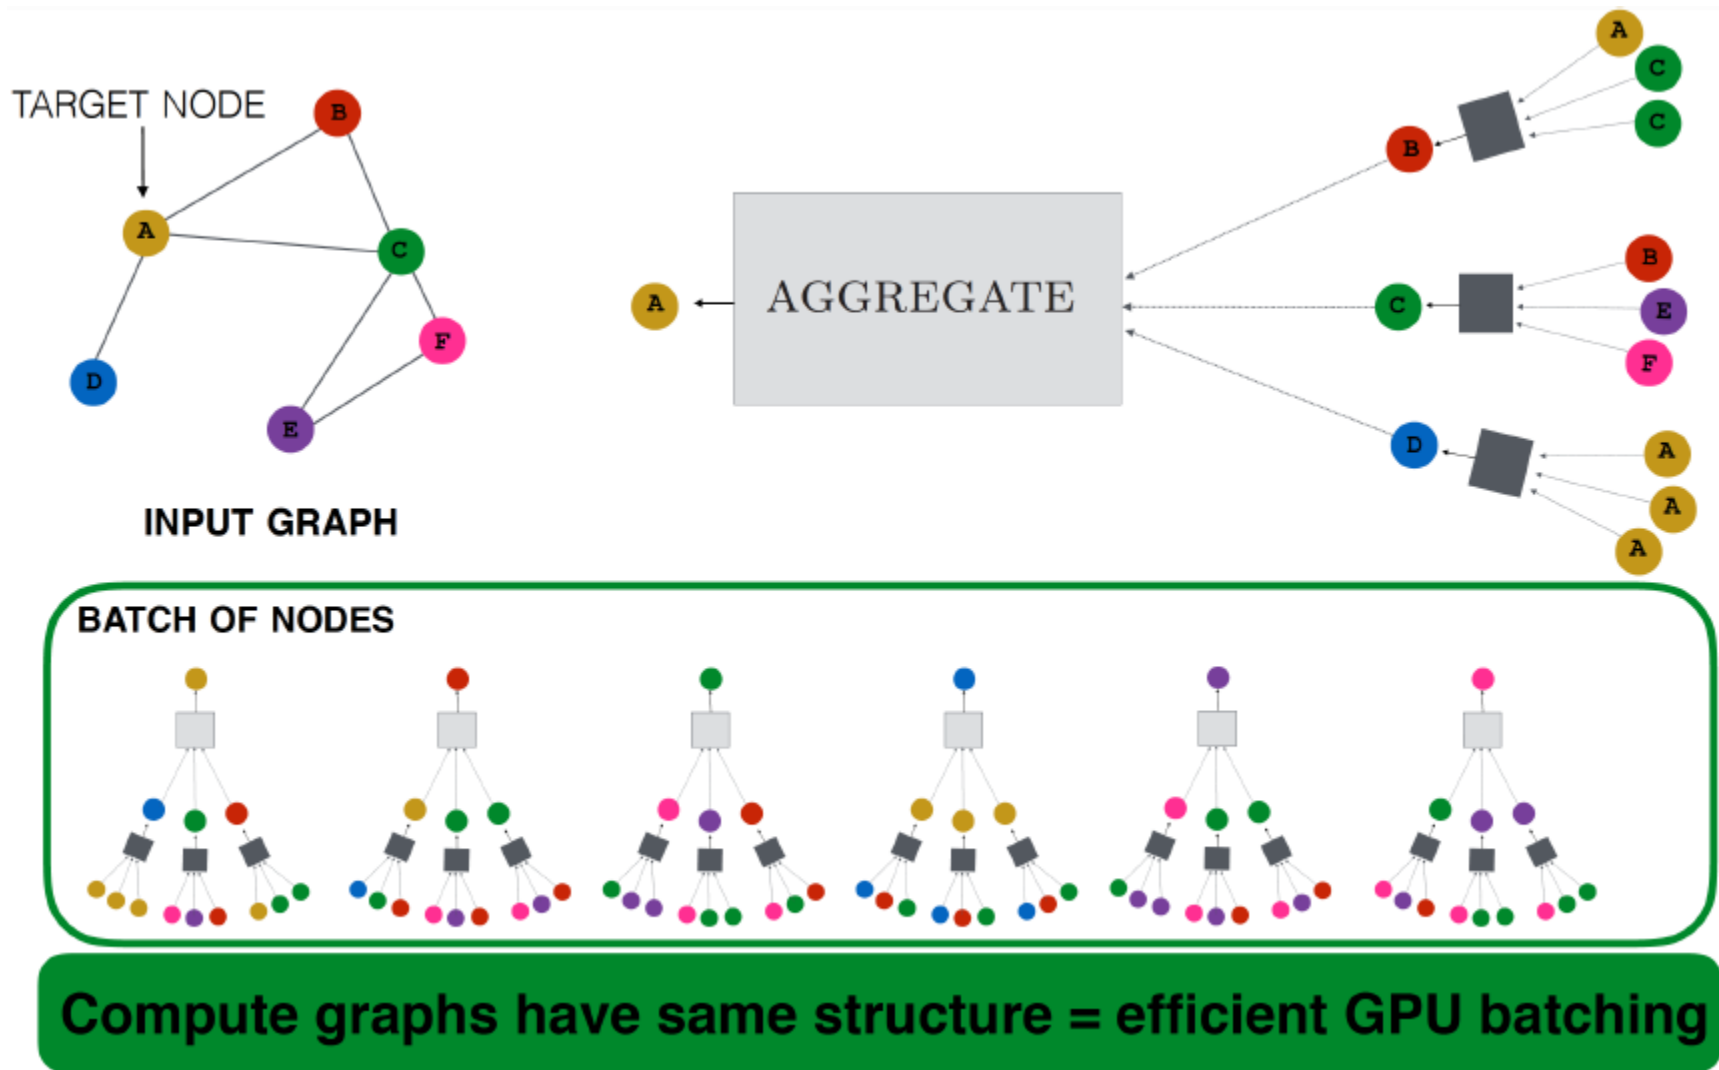 TARGET NODE
B
A
C
F
D
E
INPUT GRAPH
A
AGGREGATE
B
A
C
C
C
B
E
F
D
A
A
A
BATCH OF NODES
Compute graphs have same structure = efficient GPU batching